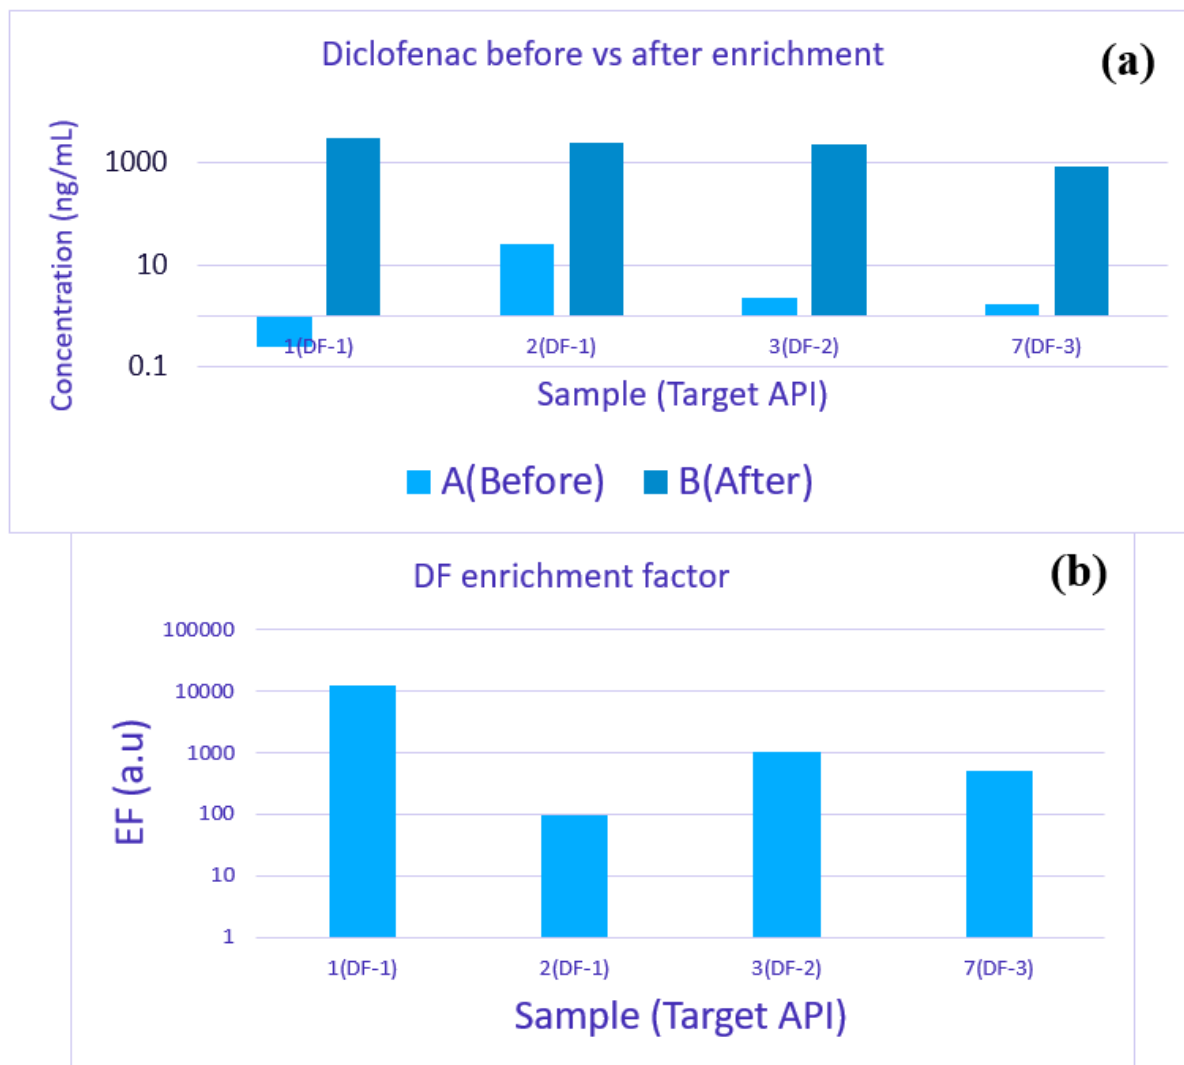 Diclofenac before vs after enrichment
(a)
Concentration (ng/mL)
1000
10
0.1
1(DF-1)
2(DF-1)
3(DF-2)
7(DF-3)
Sample (Target API)
A(Before)
B(After)
DF enrichment factor
(b)
EF (a.u)
100000
10000
1000
100
10
1
1(DF-1)
2(DF-1)
3(DF-2)
7(DF-3)
Sample (Target API)